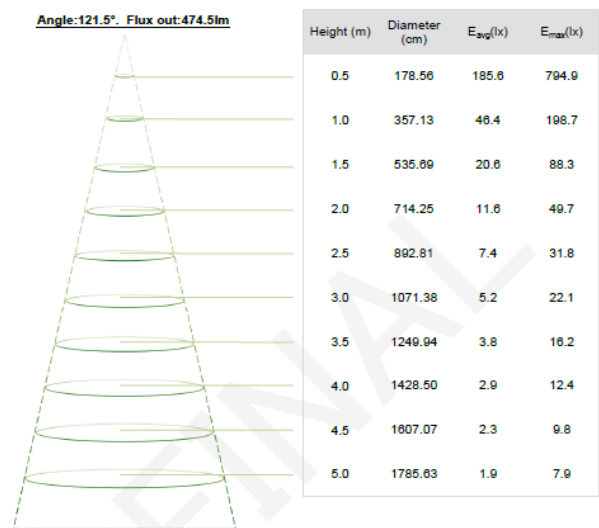 Angle:121.5°. Flux out:474.5lm
Height (m) Diameter (cm) Eavg(lx) Emax(lx)
0.5 178.56 185.6 794.9
1.0 357.13 46.4 198.7
1.5 535.69 20.6 88.3
2.0 714.25 11.6 49.7
2.5 892.81 7.4 31.8
3.0 1071.38 5.2 22.1
3.5 1249.94 3.8 16.2
4.0 1428.50 2.9 12.4
4.5 1607.07 2.3 9.8
5.0 1785.63 1.9 7.9
FINAL